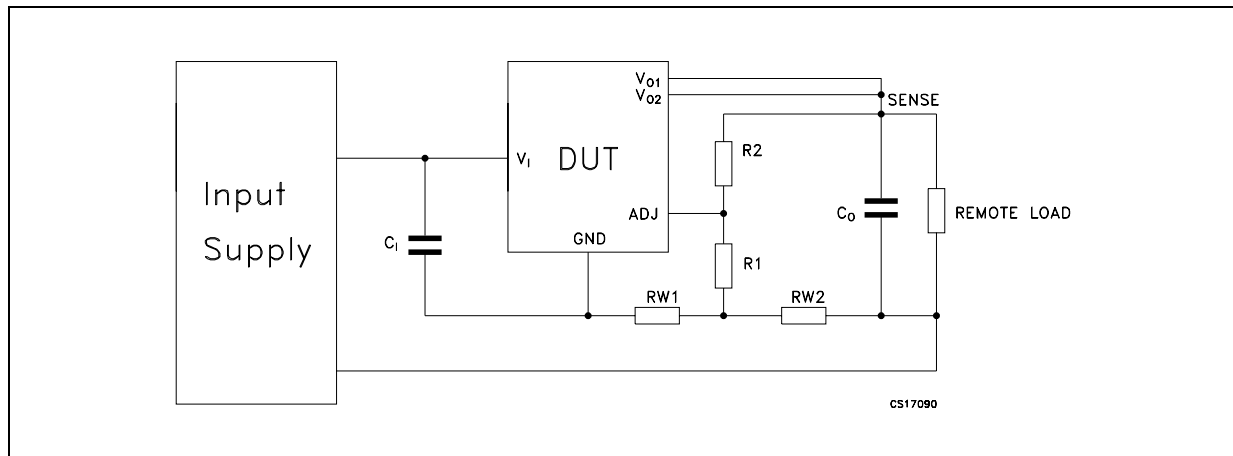 V_O1
V_O2
SENSE
R2
V_I
DUT
Input
Supply
ADJ
C_O
REMOTE LOAD
GND
C_I
R1
RW1
RW2
CS17090